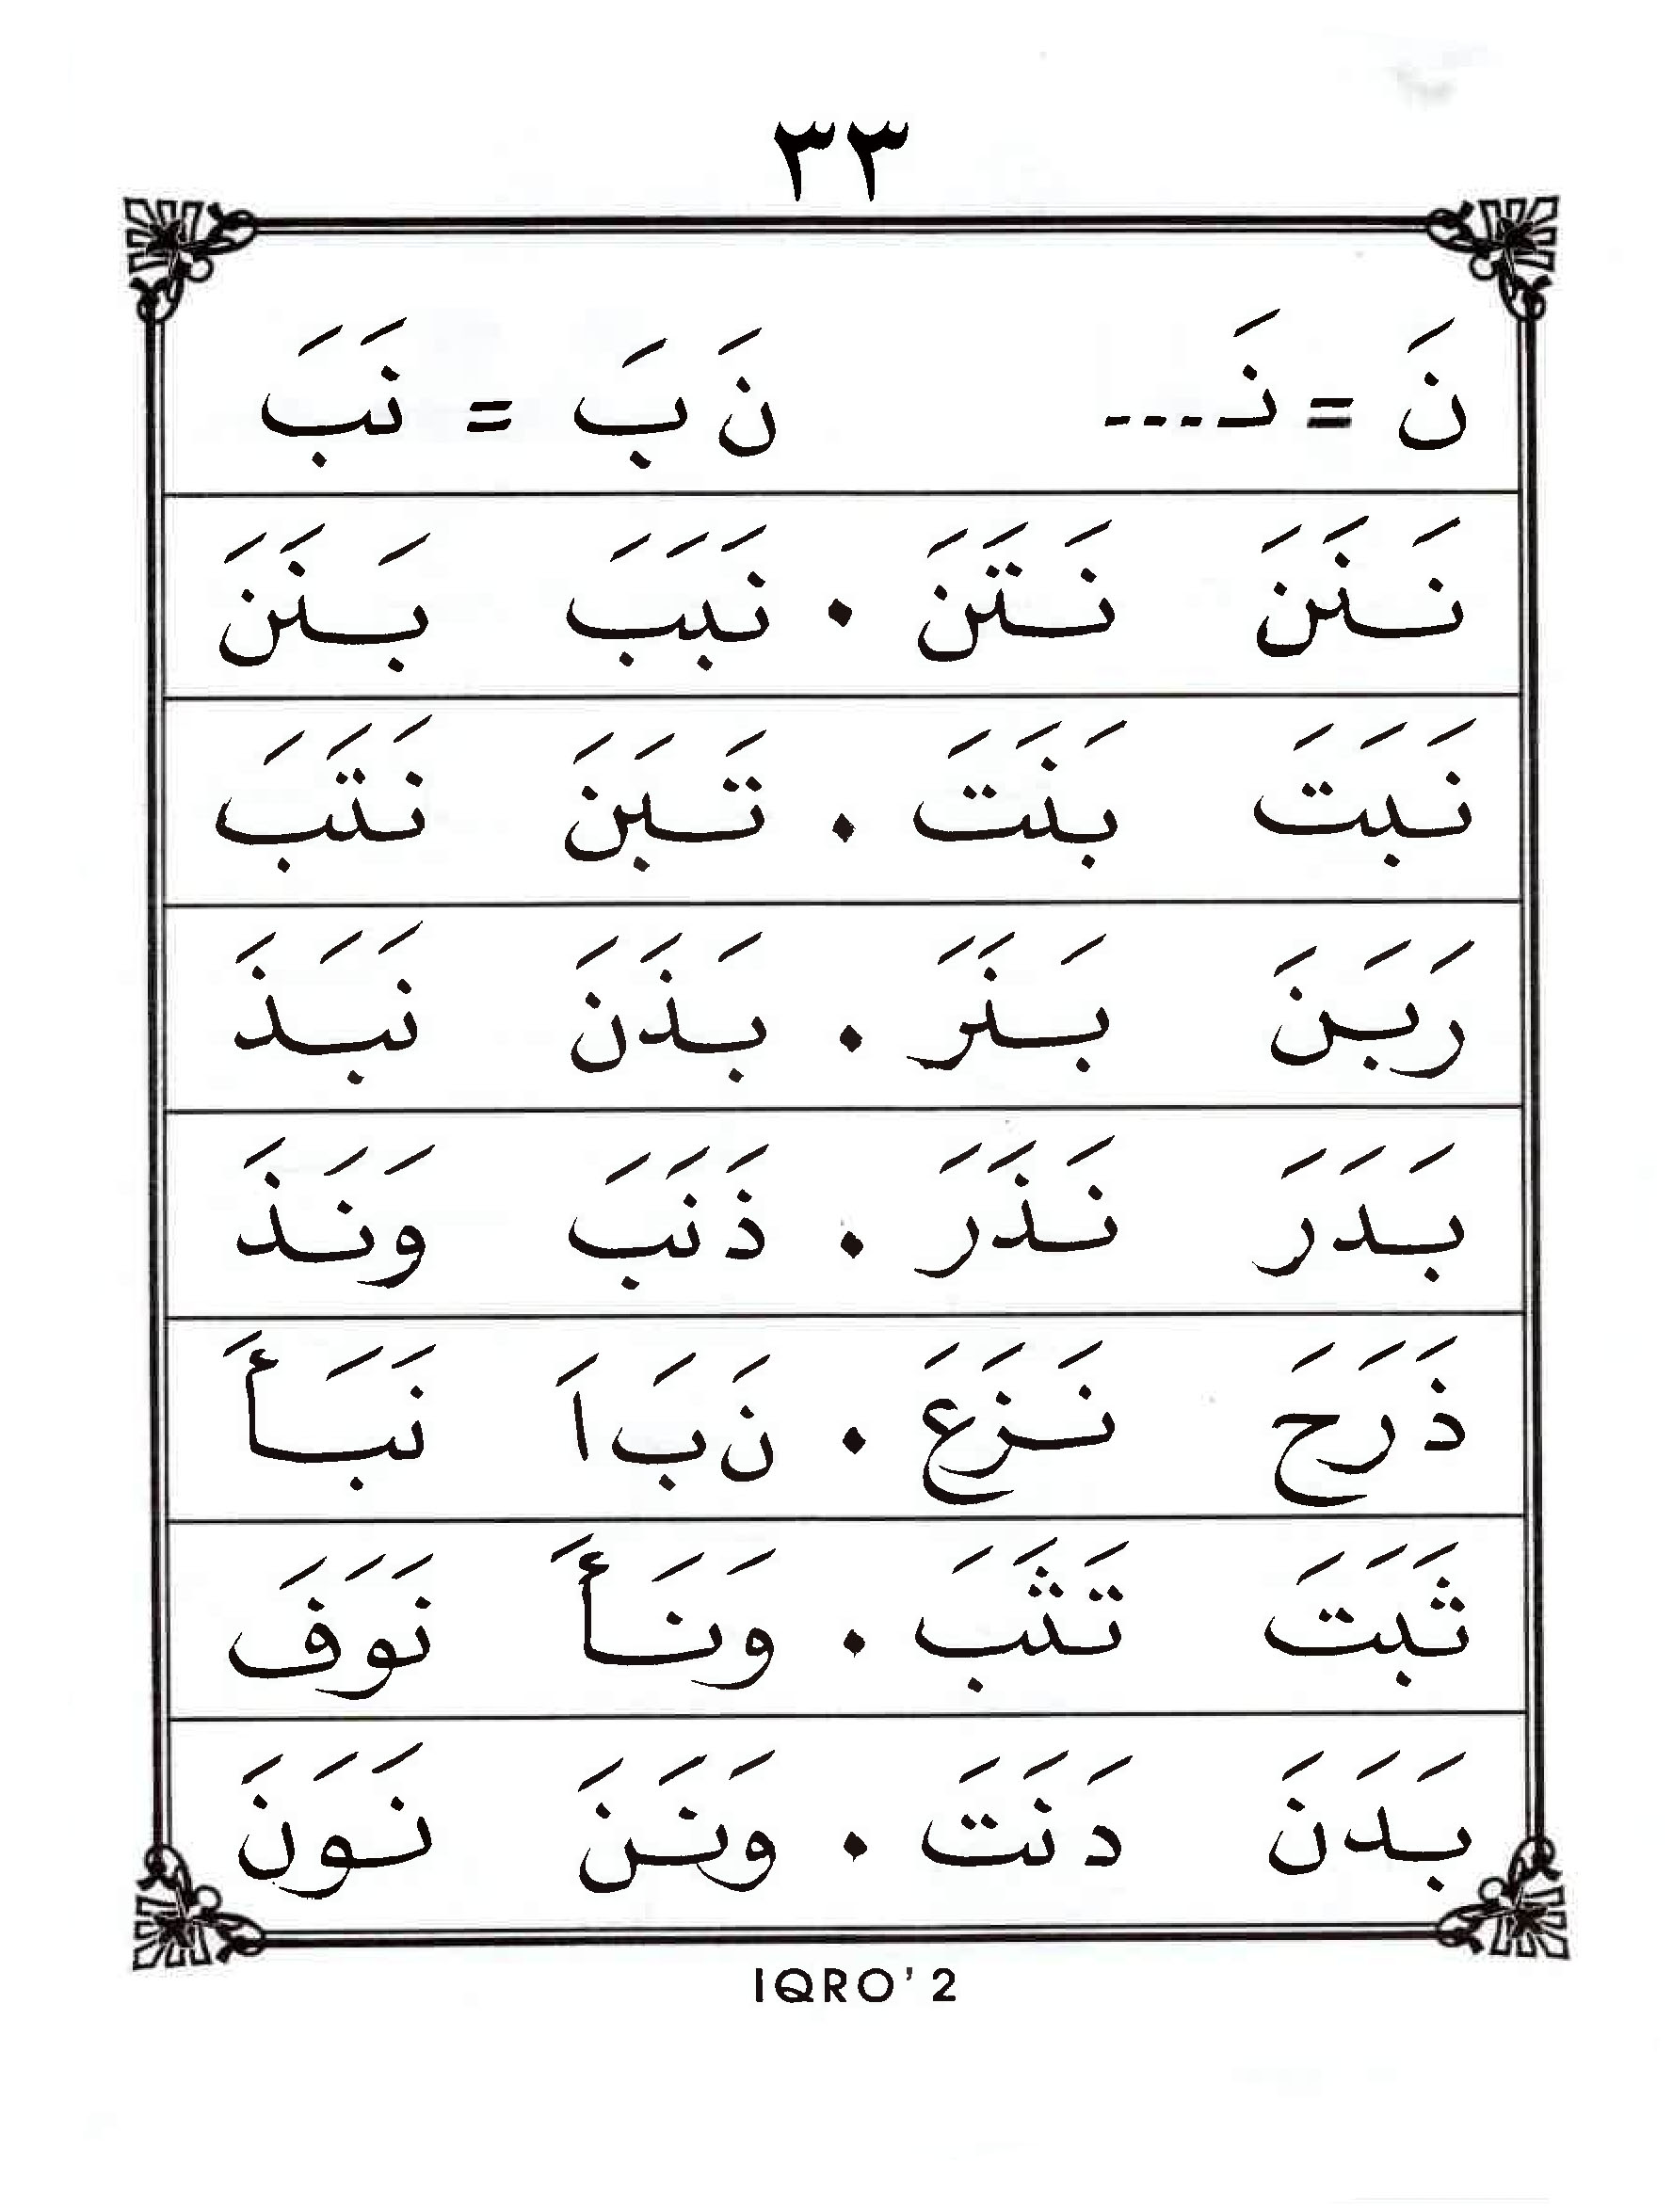 ٣٣
نَ = نَـ--- نَ بَ = نَبَ
نَنَنَ نَتَنَ . نَبَبَ بَنَنَ
نَبَتَ بَنَتَ . تَبَنَ نَتَبَ
رَبَنَ بَنَرَ . بَذَنَ نَبَذَ
بَدَرَ نَذَرَ . ذَنَبَ وَنَذَ
ذَرَحَ نَزَعَ . نَ بَ اَ نَبَأَ
ثَبَتَ تَثَبَ . وَنَأَ نَوَفَ
بَدَنَ دَنَتَ . وَنَنَ نَوَنَ
IQRO' 2